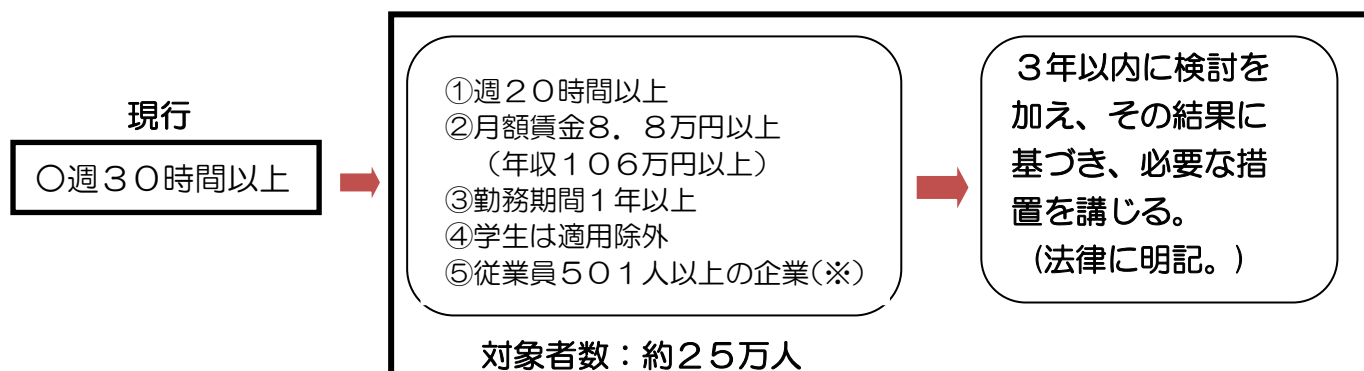 現行
○週３０時間以上
①週２０時間以上
②月額賃金８．８万円以上
（年収１０６万円以上）
③勤務期間１年以上
④学生は適用除外
⑤従業員５０１人以上の企業(※)
対象者数：約２５万人
３年以内に検討を
加え、その結果に
基づき、必要な措
置を講じる。
（法律に明記。）